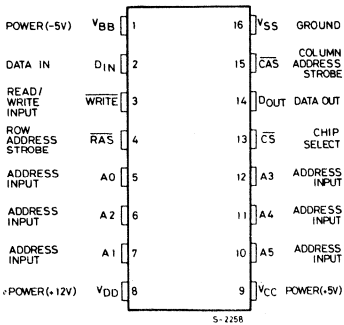 POWER(-5V) VBB 1 16 VSS GROUND
DATA IN DIN 2 15 CAS COLUMN ADDRESS STROBE
READ/ WRITE INPUT WRITE 3 14 DOUT DATA OUT
ROW ADDRESS STROBE RAS 4 13 CS CHIP SELECT
ADDRESS INPUT A0 5 12 A3 ADDRESS INPUT
ADDRESS INPUT A2 6 11 A4 ADDRESS INPUT
ADDRESS INPUT A1 7 10 A5 ADDRESS INPUT
POWER(+12V) VDD 8 9 VCC POWER(+5V)
S-2258